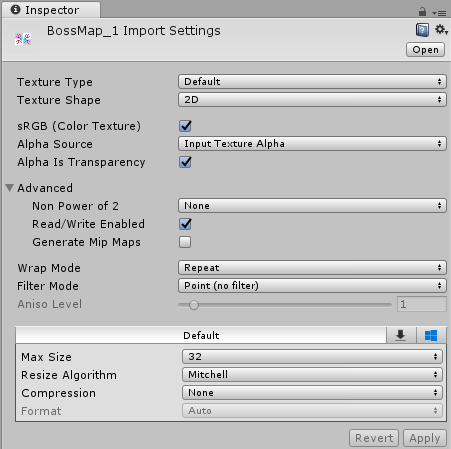 Inspector
BossMap_1 Import Settings
Open
Texture Type Default
Texture Shape 2D
sRGB (Color Texture)
Alpha Source Input Texture Alpha
Alpha Is Transparency
Advanced
Non Power of 2 None
Read/Write Enabled
Generate Mip Maps
Wrap Mode Repeat
Filter Mode Point (no filter)
Aniso Level 1
Default
Max Size 32
Resize Algorithm Mitchell
Compression None
Format Auto
Revert Apply